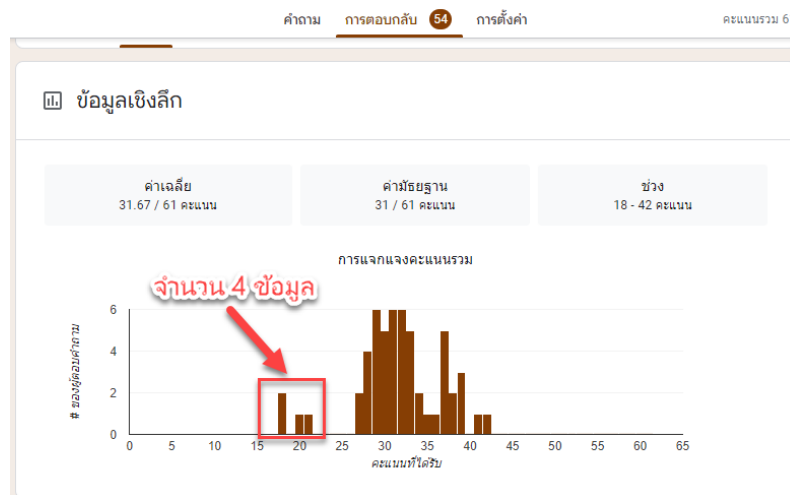 คำถาม การตอบกลับ 54 การตั้งค่า คะแนนรวม 6
ข้อมูลเชิงลึก
ค่าเฉลี่ย ค่ามัธยฐาน ช่วง
31.67 / 61 คะแนน 31 / 61 คะแนน 18 - 42 คะแนน
การแจกแจงคะแนนรวม
จำนวน 4 ข้อมูล
# ของผู้ตอบคำถาม
6
4
2
0
0 5 10 15 20 25 30 35 40 45 50 55 60 65
คะแนนที่ได้รับ